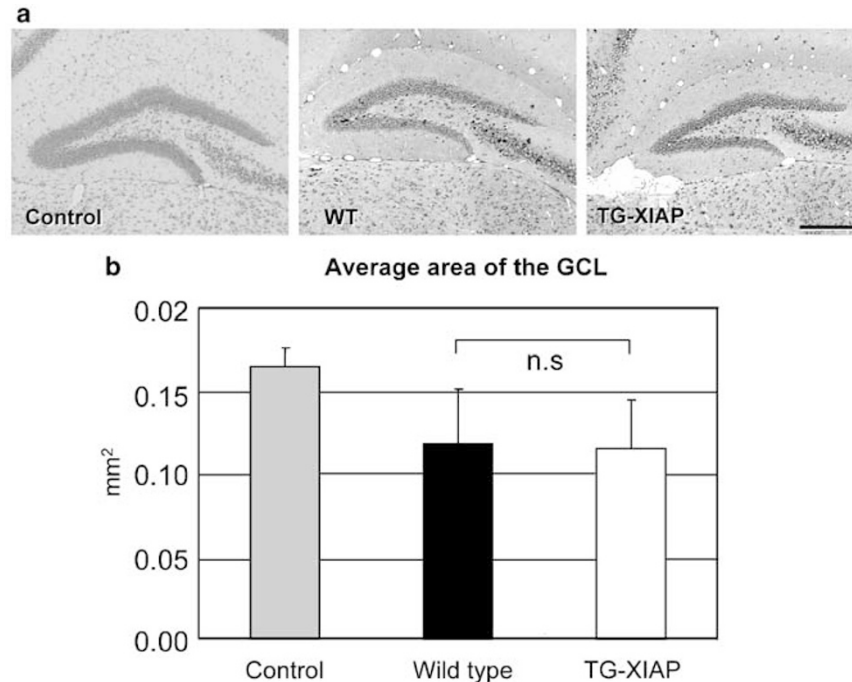 a
Control
WT
TG-XIAP
b
Average area of the GCL
0.02
0.15
0.10
0.05
0.00
mm²
n.s
Control
Wild type
TG-XIAP